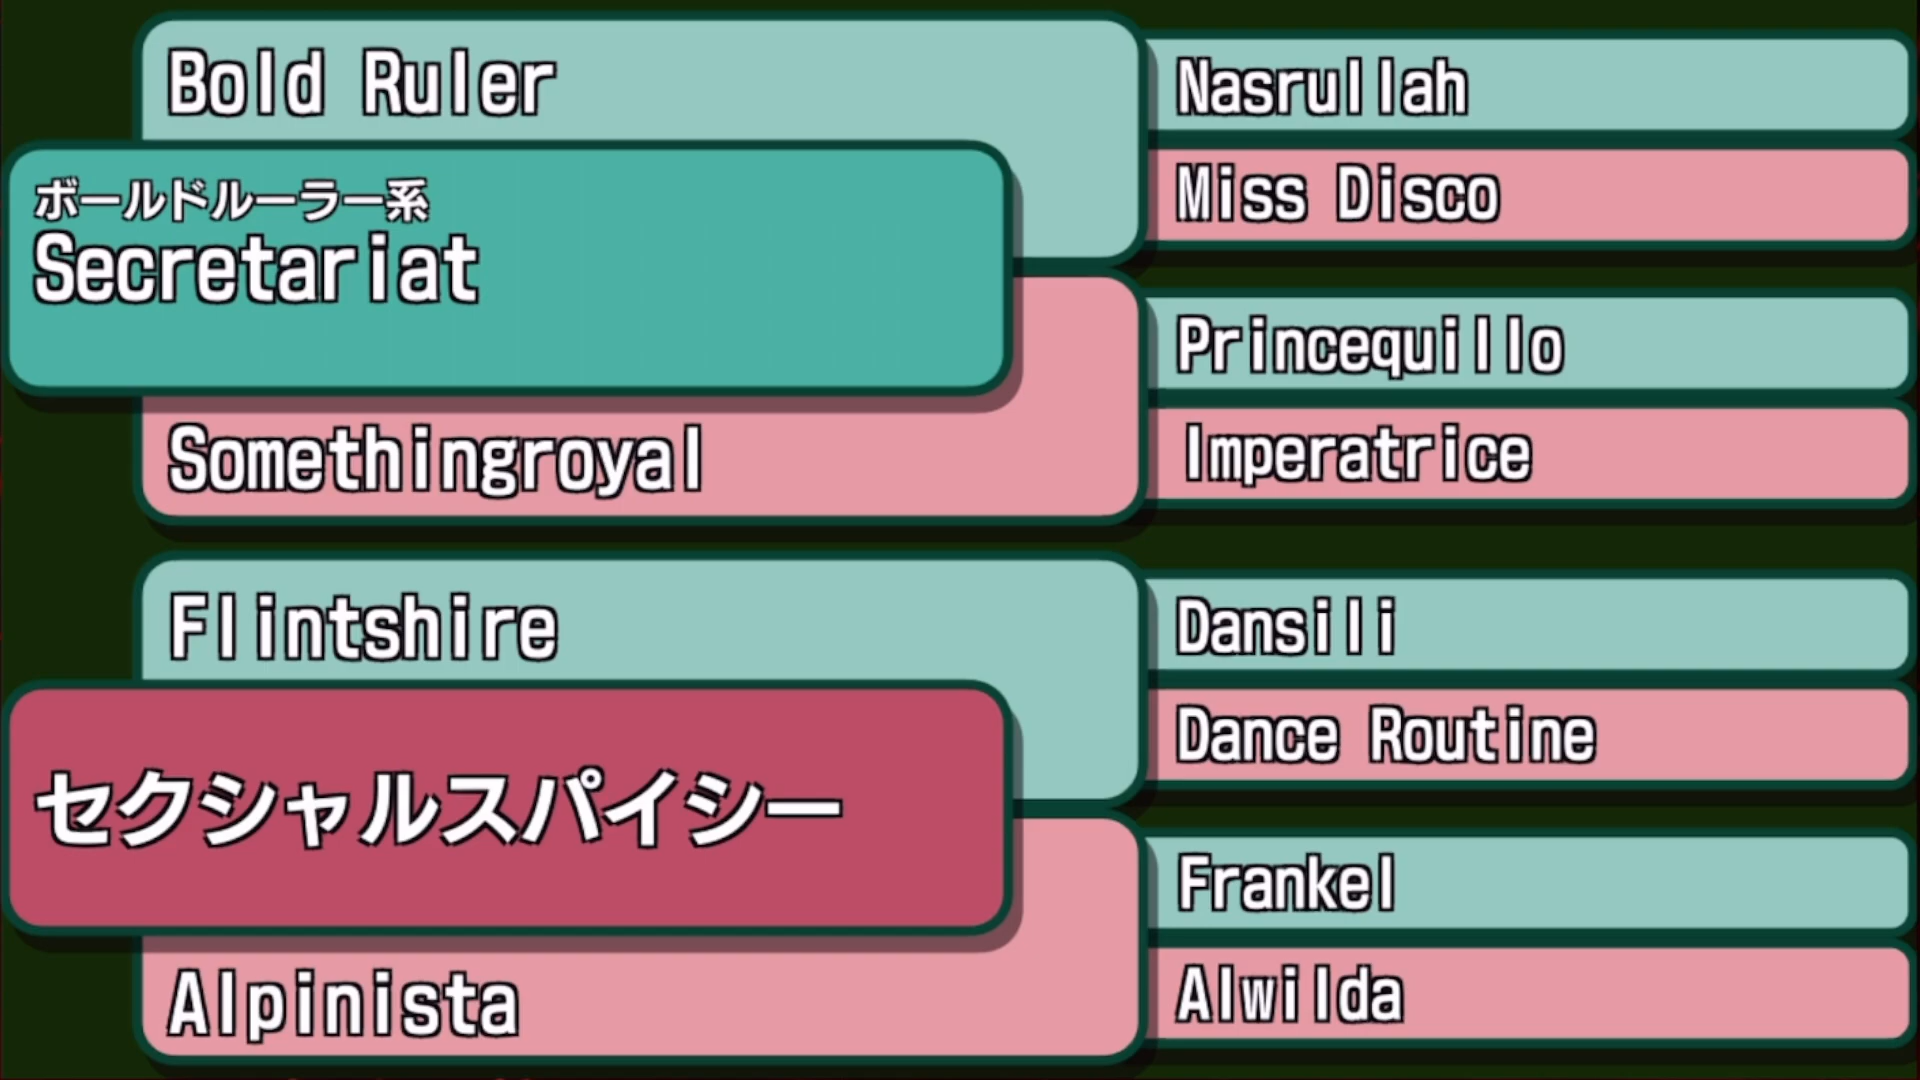 Bold Ruler
Nasrullah
Miss Disco
ボールドルーラー系
Secretariat
Princequillo
Somethingroyal
Imperatrice
Flintshire
Dansili
Dance Routine
セクシャルスパイシー
Frankel
Alpinista
Alwilda